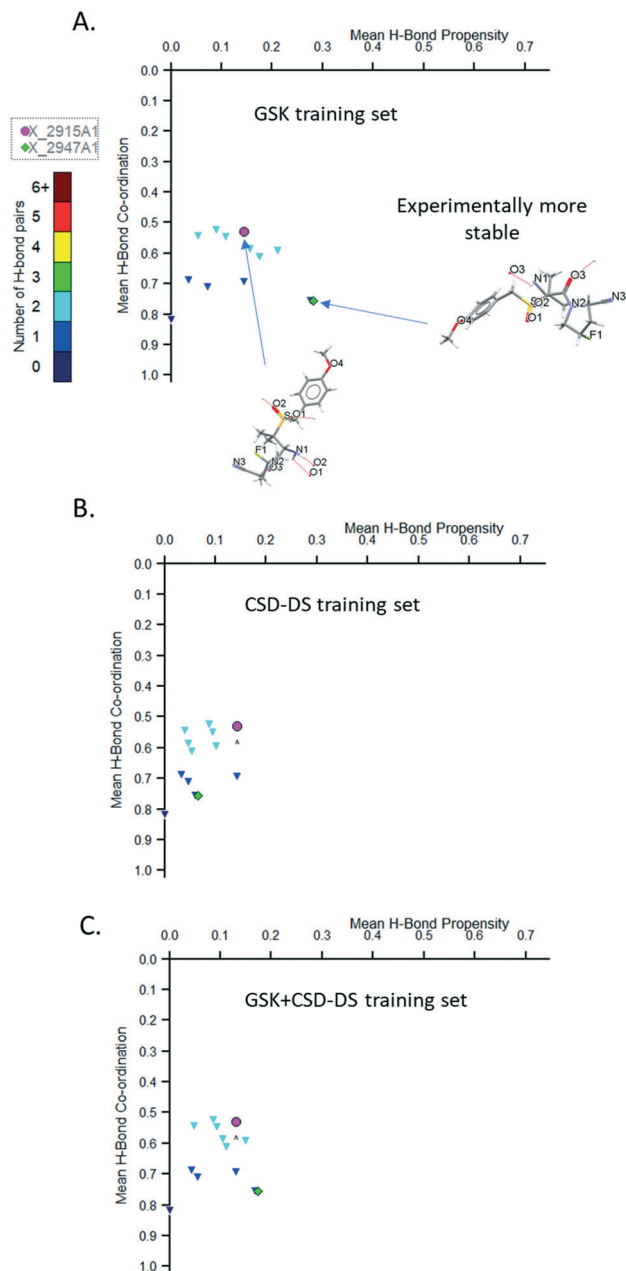 A.
Mean H-Bond Propensity
0.0 0.1 0.2 0.3 0.4 0.5 0.6 0.7
0.0
0.1
0.2
0.3
0.4
0.5
0.6
0.7
0.8
0.9
1.0
Mean H-Bond Co-ordination
GSK training set
X_2915A1
X_2947A1
Number of H-bond pairs
6+
5
4
3
2
1
0
Experimentally more
stable
O3 N1 O3
S O2 N2 N3
O4 O1 F1
O4
O2
S O1
F1 N1
N3 N2 O2
O3 O1
B.
Mean H-Bond Propensity
0.0 0.1 0.2 0.3 0.4 0.5 0.6 0.7
0.0
0.1
0.2
0.3
0.4
0.5
0.6
0.7
0.8
0.9
1.0
Mean H-Bond Co-ordination
CSD-DS training set
C.
Mean H-Bond Propensity
0.0 0.1 0.2 0.3 0.4 0.5 0.6 0.7
0.0
0.1
0.2
0.3
0.4
0.5
0.6
0.7
0.8
0.9
1.0
Mean H-Bond Co-ordination
GSK+CSD-DS training set